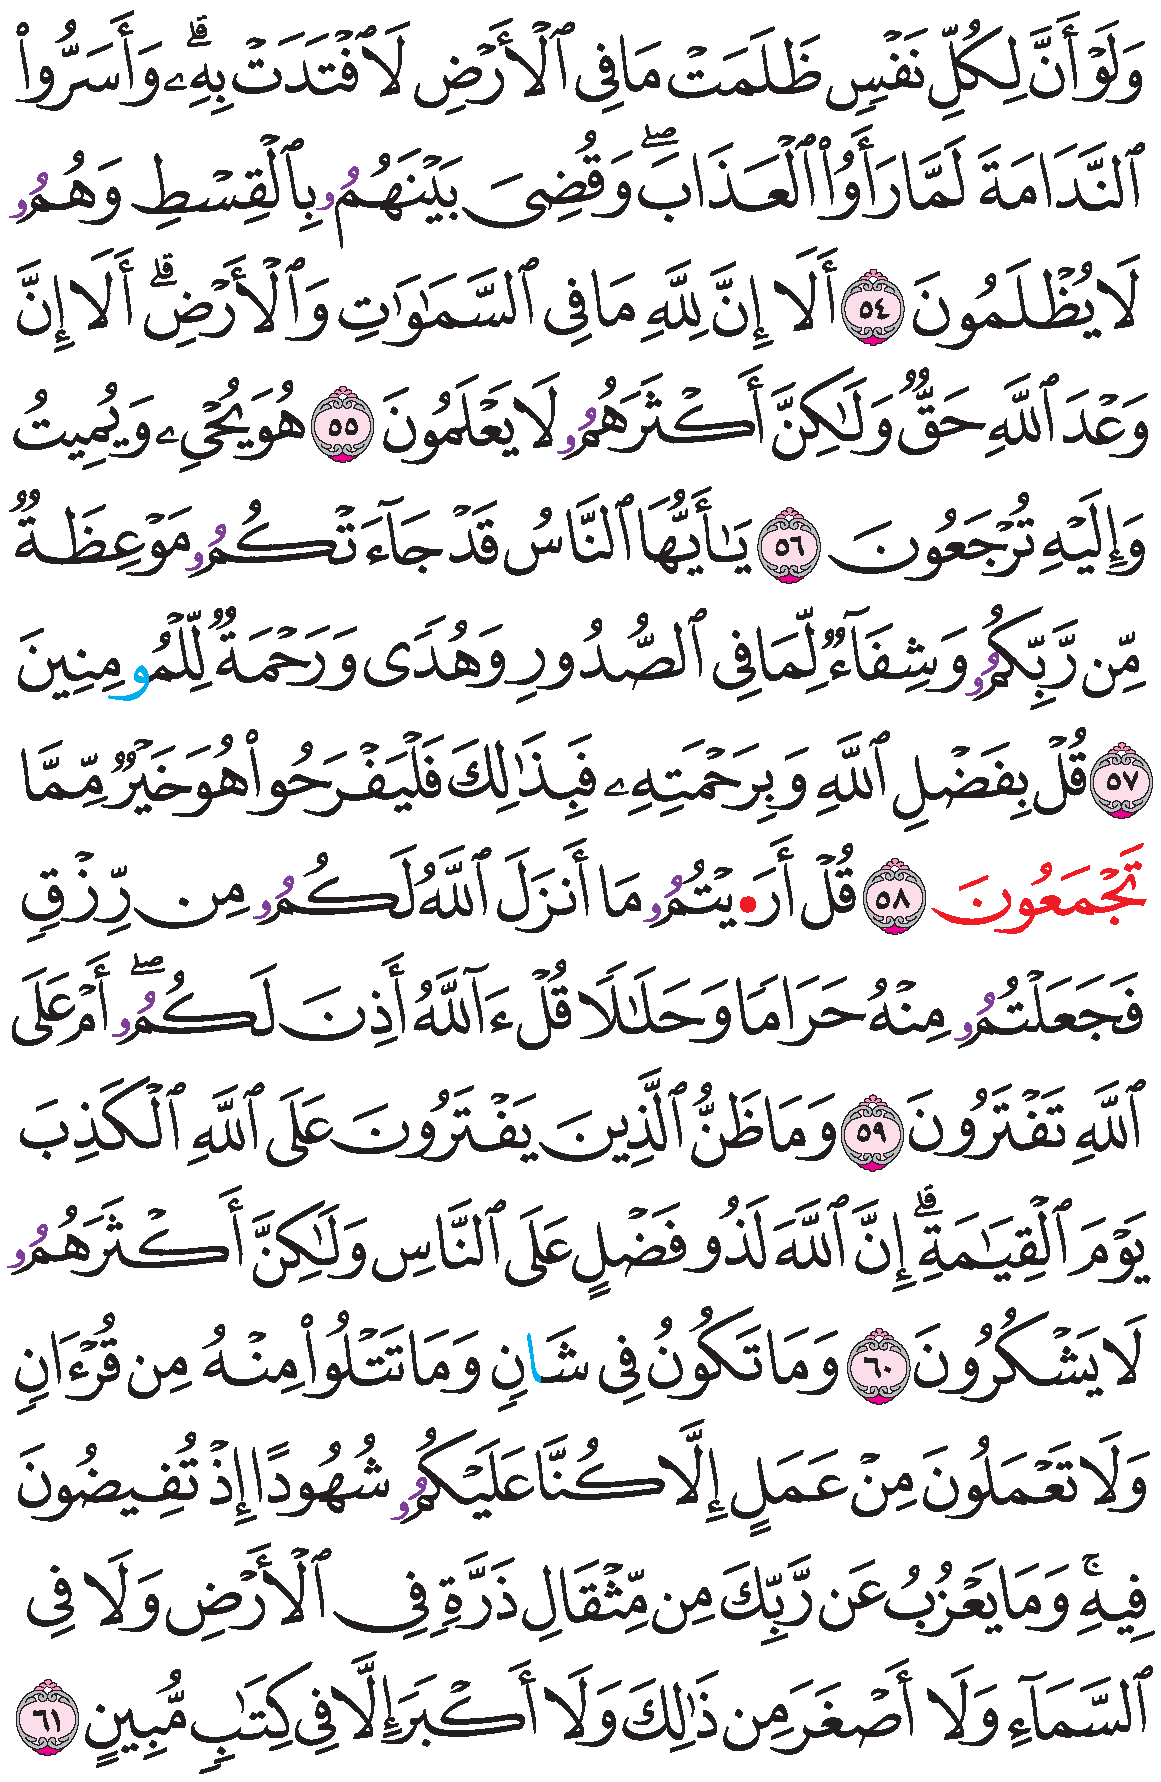 وَلَوۡ أَنَّ لِكُلِّ نَفۡسٖ ظَلَمَتۡ مَا فِي ٱلۡأَرۡضِ لَٱفۡتَدَتۡ بِهِۦۗ وَأَسَرُّواْ
ٱلنَّدَامَةَ لَمَّا رَأَوُاْ ٱلۡعَذَابَۖ وَقُضِيَ بَيۡنَهُمُۥ بِٱلۡقِسۡطِ وَهُمُۥ
لَا يُظۡلَمُونَ ٥٤ أَلَآ إِنَّ لِلَّهِ مَا فِي ٱلسَّمَٰوَٰتِ وَٱلۡأَرۡضِۗ أَلَآ إِنَّ
وَعۡدَ ٱللَّهِ حَقّٞ وَلَٰكِنَّ أَكۡثَرَهُمُۥ لَا يَعۡلَمُونَ ٥٥ هُوَ يُحۡيِۦ وَيُمِيتُ
وَإِلَيۡهِ تُرۡجَعُونَ ٥٦ يَٰٓأَيُّهَا ٱلنَّاسُ قَدۡ جَآءَتۡكُمُۥ مَوۡعِظَةٞ
مِّن رَّبِّكُمُۥ وَشِفَآءٞ لِّمَا فِي ٱلصُّدُورِ وَهُدٗى وَرَحۡمَةٞ لِّلۡمُومِنِينَ
٥٧ قُلۡ بِفَضۡلِ ٱللَّهِ وَبِرَحۡمَتِهِۦ فَبِذَٰلِكَ فَلۡيَفۡرَحُواْ هُوَ خَيۡرٞ مِّمَّا
تَجۡمَعُونَ ٥٨ قُلۡ أَرَ•يۡتُمُۥ مَّآ أَنزَلَ ٱللَّهُ لَكُمُۥ مِن رِّزۡقٖ
فَجَعَلۡتُمُۥ مِنۡهُ حَرَامٗا وَحَلَٰلٗا قُلۡ ءَآللَّهُ أَذِنَ لَكُمُۥۖ أَمۡ عَلَى
ٱللَّهِ تَفۡتَرُونَ ٥٩ وَمَا ظَنُّ ٱلَّذِينَ يَفۡتَرُونَ عَلَى ٱللَّهِ ٱلۡكَذِبَ
يَوۡمَ ٱلۡقِيَٰمَةِۗ إِنَّ ٱللَّهَ لَذُو فَضۡلٍ عَلَى ٱلنَّاسِ وَلَٰكِنَّ أَكۡثَرَهُمُۥ
لَا يَشۡكُرُونَ ٦٠ وَمَا تَكُونُ فِي شَانٖ وَمَا تَتۡلُواْ مِنۡهُ مِن قُرۡءَانٖ
وَلَا تَعۡمَلُونَ مِنۡ عَمَلٍ إِلَّا كُنَّا عَلَيۡكُمُۥ شُهُودًا إِذۡ تُفِيضُونَ
فِيهِۚ وَمَا يَعۡزُبُ عَن رَّبِّكَ مِن مِّثۡقَالِ ذَرَّةٖ فِي ٱلۡأَرۡضِ وَلَا فِي
ٱلسَّمَآءِ وَلَآ أَصۡغَرَ مِن ذَٰلِكَ وَلَآ أَكۡبَرَ إِلَّا فِي كِتَٰبٖ مُّبِينٍ ٦١